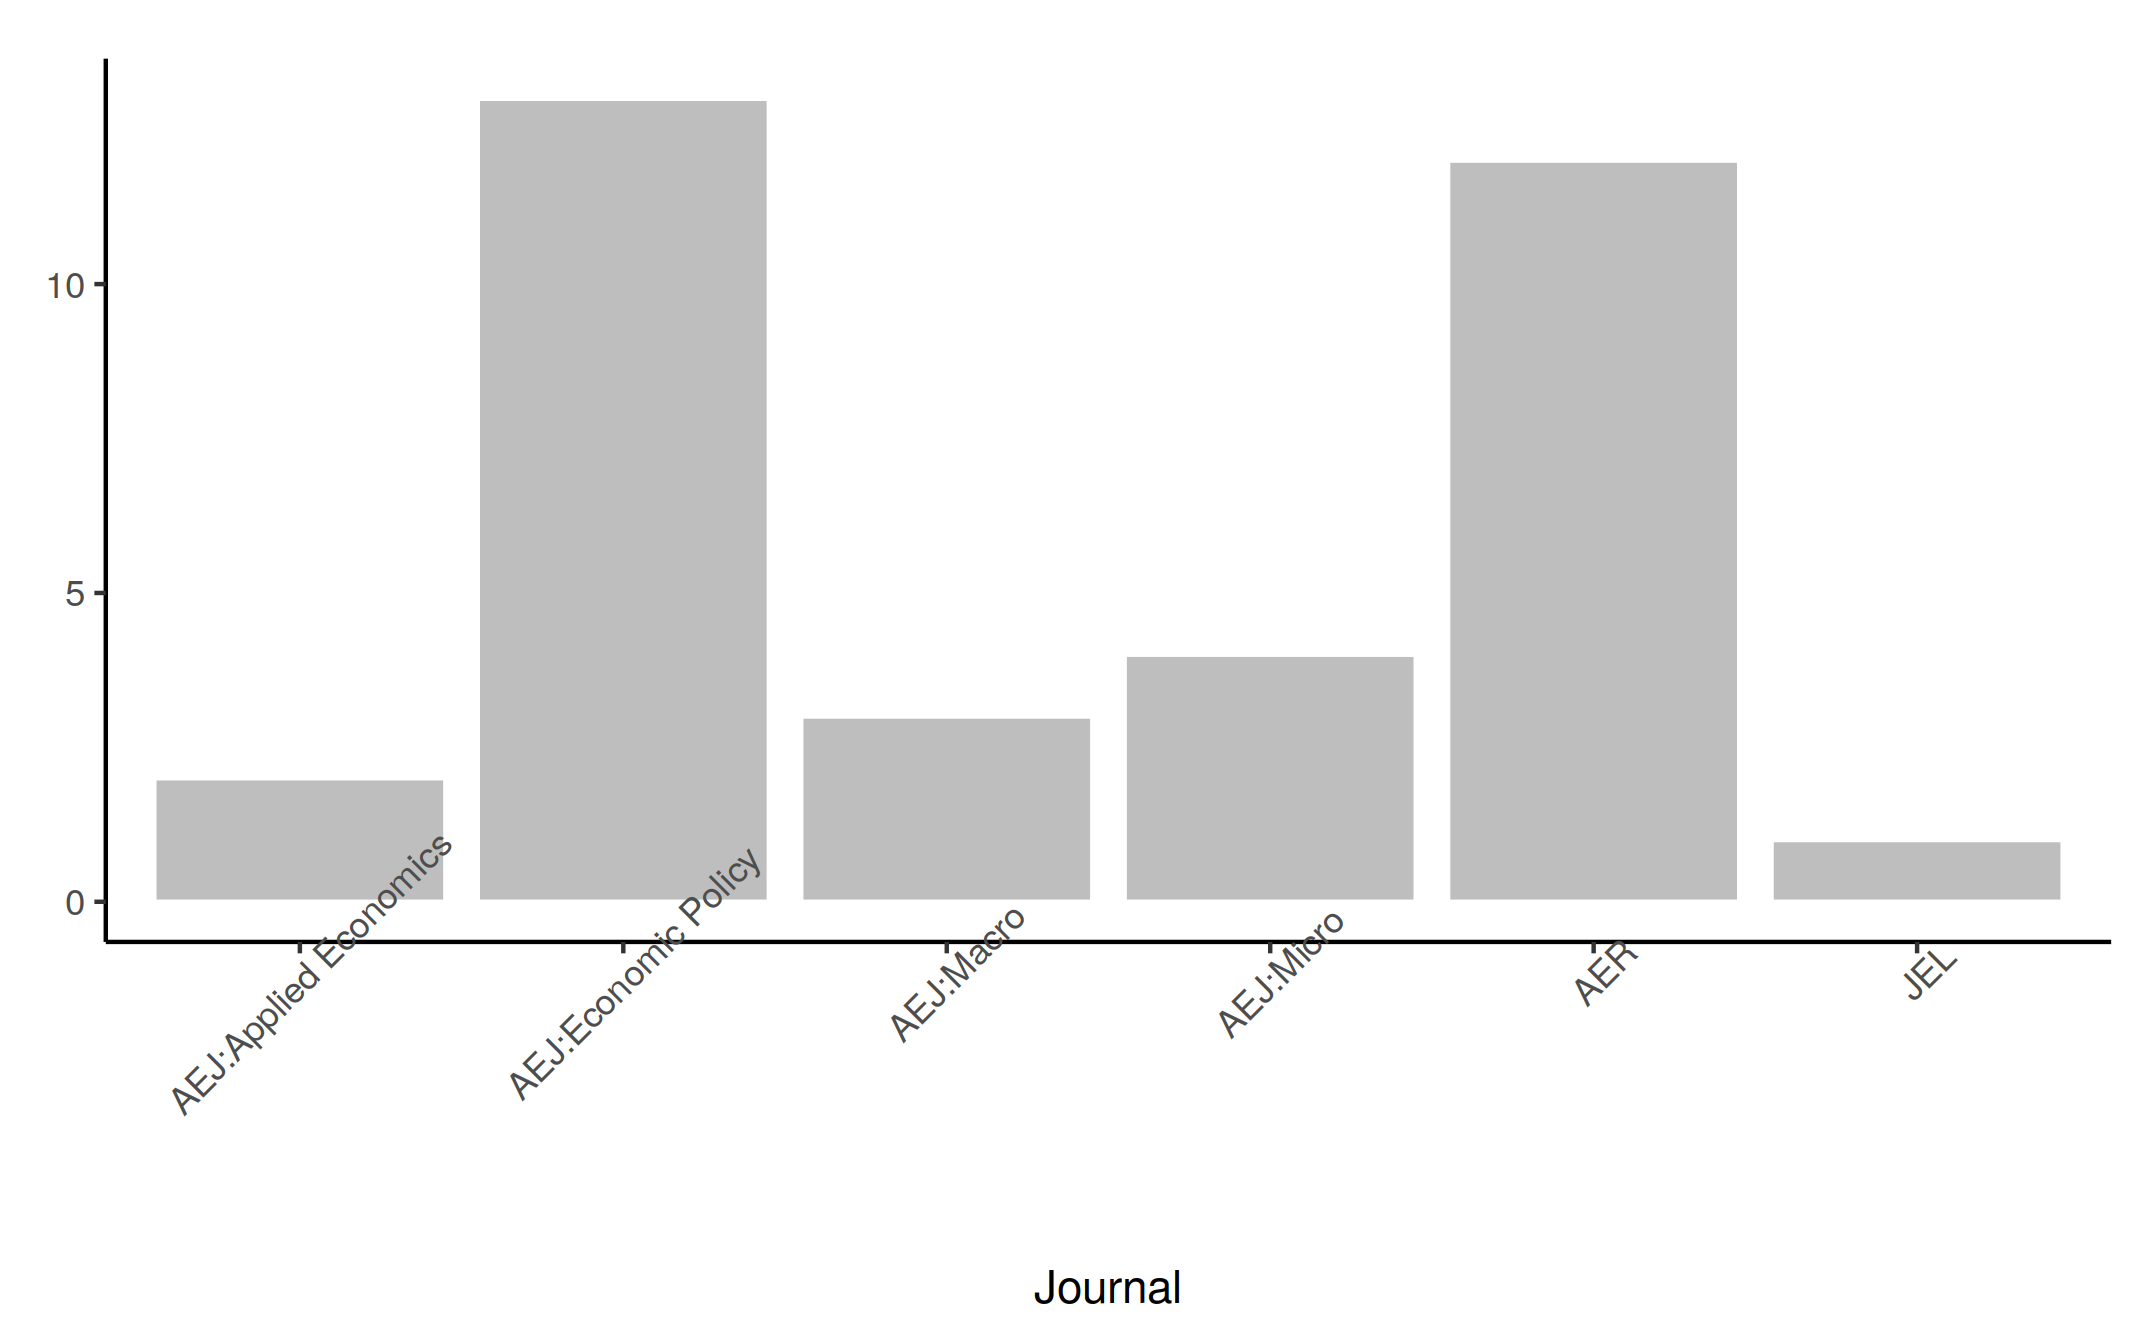 10
5
0
AEJ:Applied Economics
AEJ:Economic Policy
AEJ:Macro
AEJ:Micro
AER
JEL
Journal